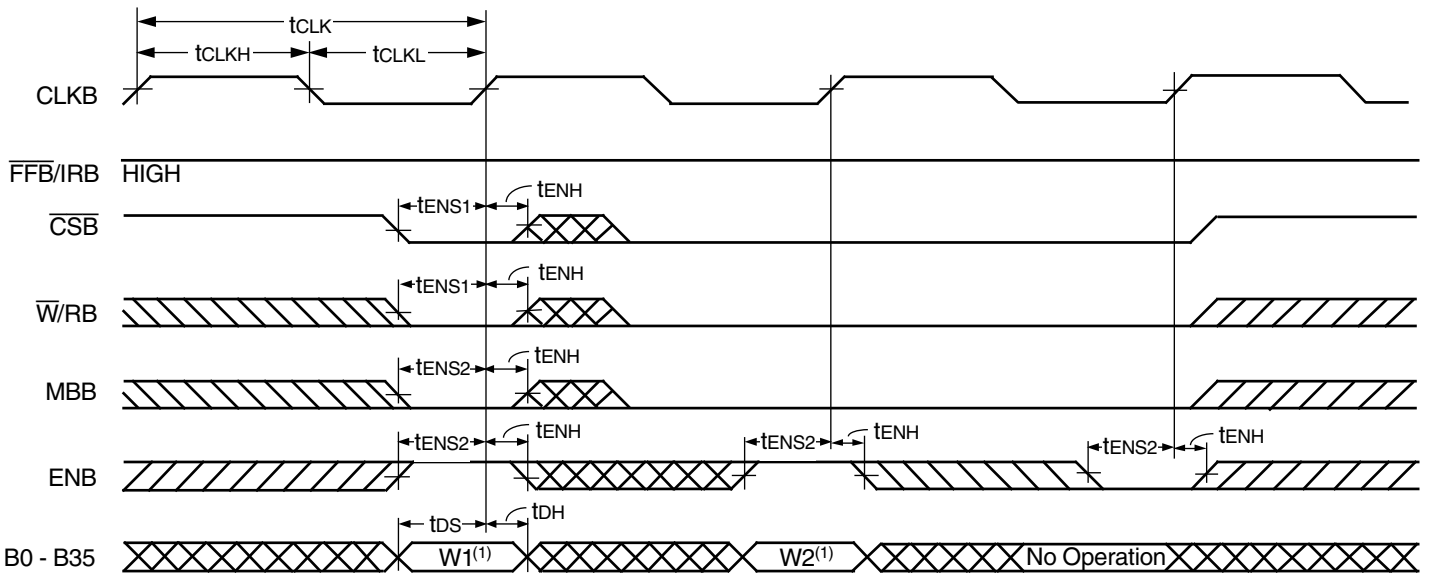 tCLK
tCLKH tCLKL
CLKB
FFB/IRB HIGH
tENS1 tENH
CSB
tENS1 tENH
W/RB
tENS2 tENH
MBB
tENS2 tENH tENS2 tENH tENS2 tENH
ENB
tDS tDH
B0 - B35 W1(1) W2(1) No Operation